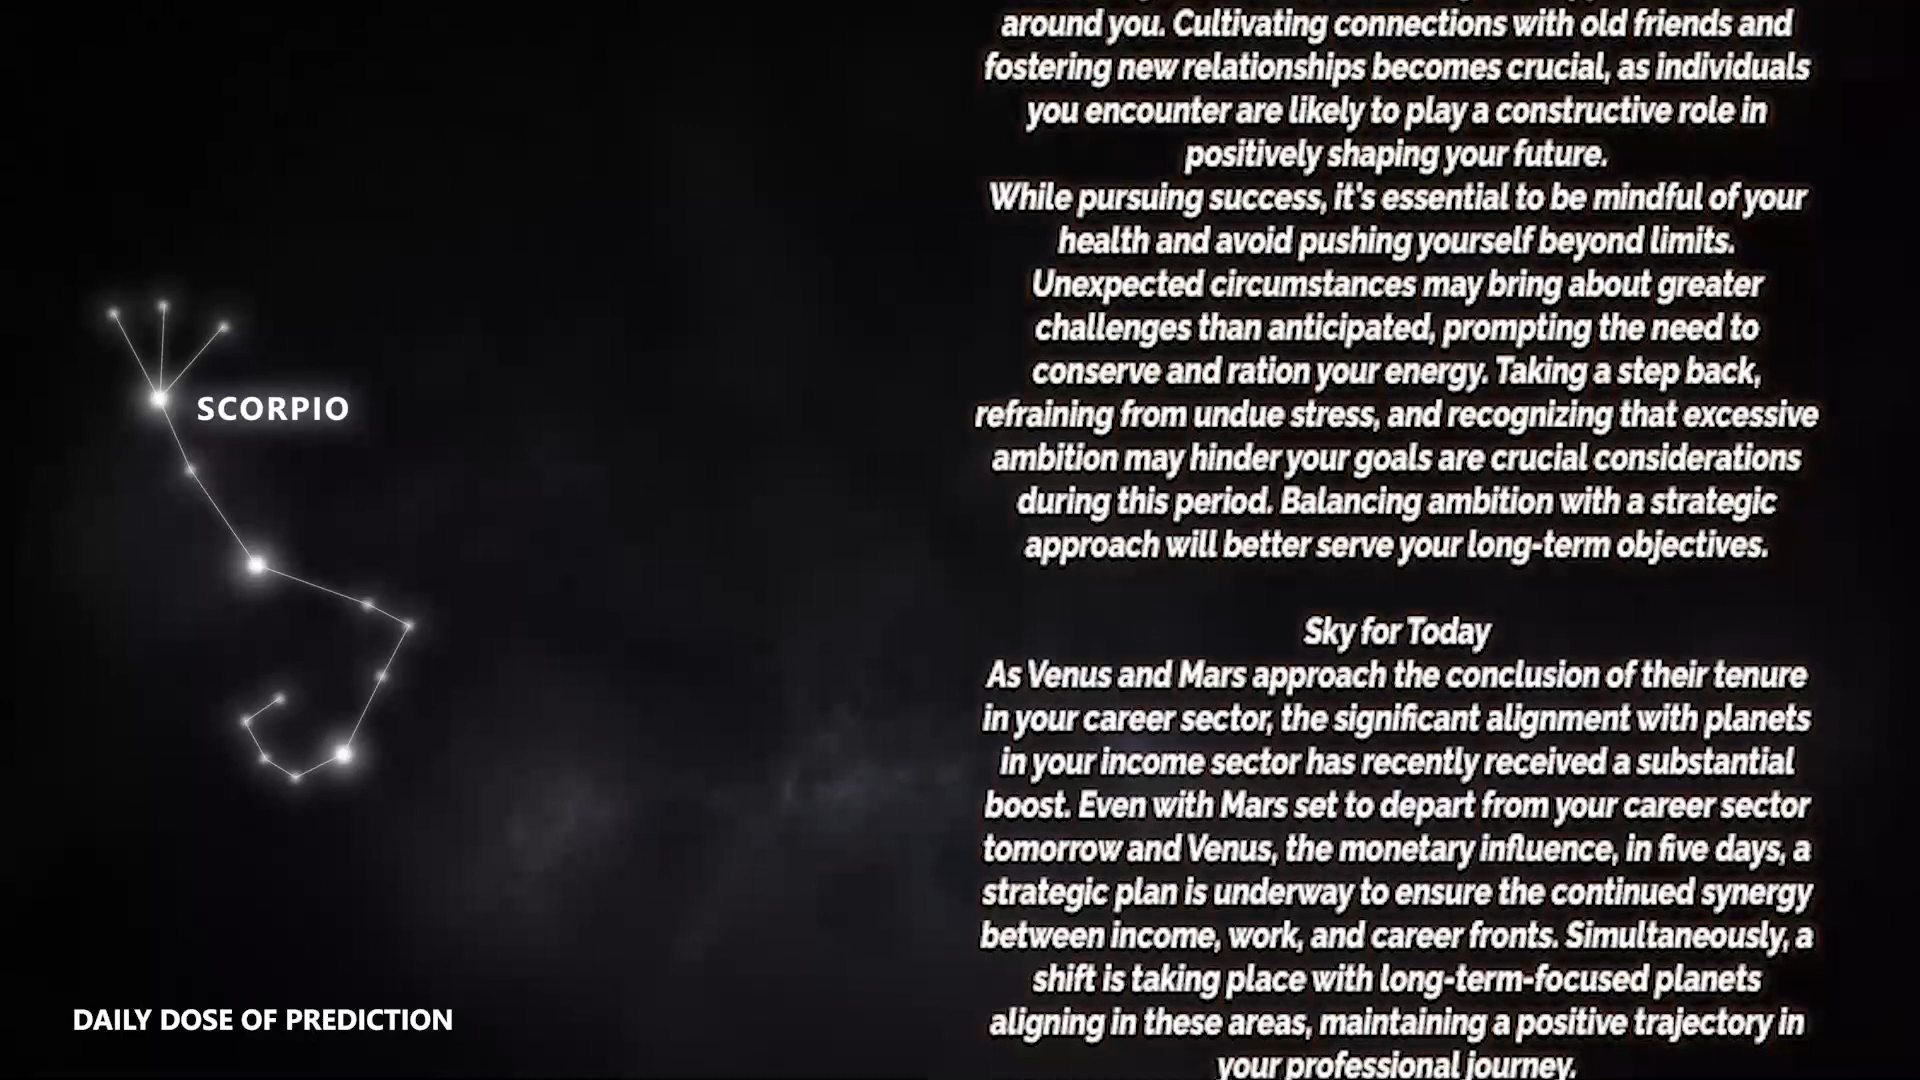 around you. Cultivating connections with old friends and
fostering new relationships becomes crucial, as individuals
you encounter are likely to play a constructive role in
positively shaping your future.
While pursuing success, it's essential to be mindful of your
health and avoid pushing yourself beyond limits.
Unexpected circumstances may bring about greater
challenges than anticipated, prompting the need to
conserve and ration your energy. Taking a step back,
refraining from undue stress, and recognizing that excessive
ambition may hinder your goals are crucial considerations
during this period. Balancing ambition with a strategic
approach will better serve your long-term objectives.
Sky for Today
As Venus and Mars approach the conclusion of their tenure
in your career sector, the significant alignment with planets
in your income sector has recently received a substantial
boost. Even with Mars set to depart from your career sector
tomorrow and Venus, the monetary influence, in five days, a
strategic plan is underway to ensure the continued synergy
between income, work, and career fronts. Simultaneously, a
shift is taking place with long-term-focused planets
aligning in these areas, maintaining a positive trajectory in
your professional journey.
SCORPIO
DAILY DOSE OF PREDICTION